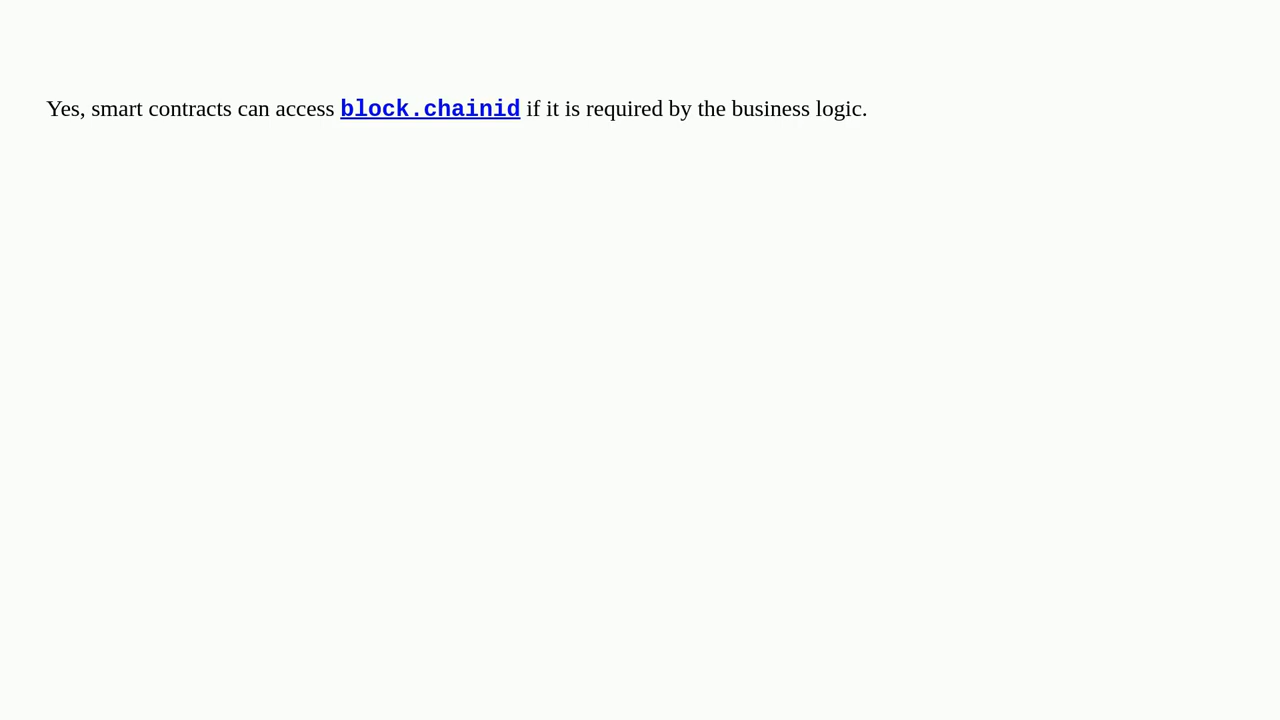 Yes, smart contracts can access block.chainid if it is required by the business logic.